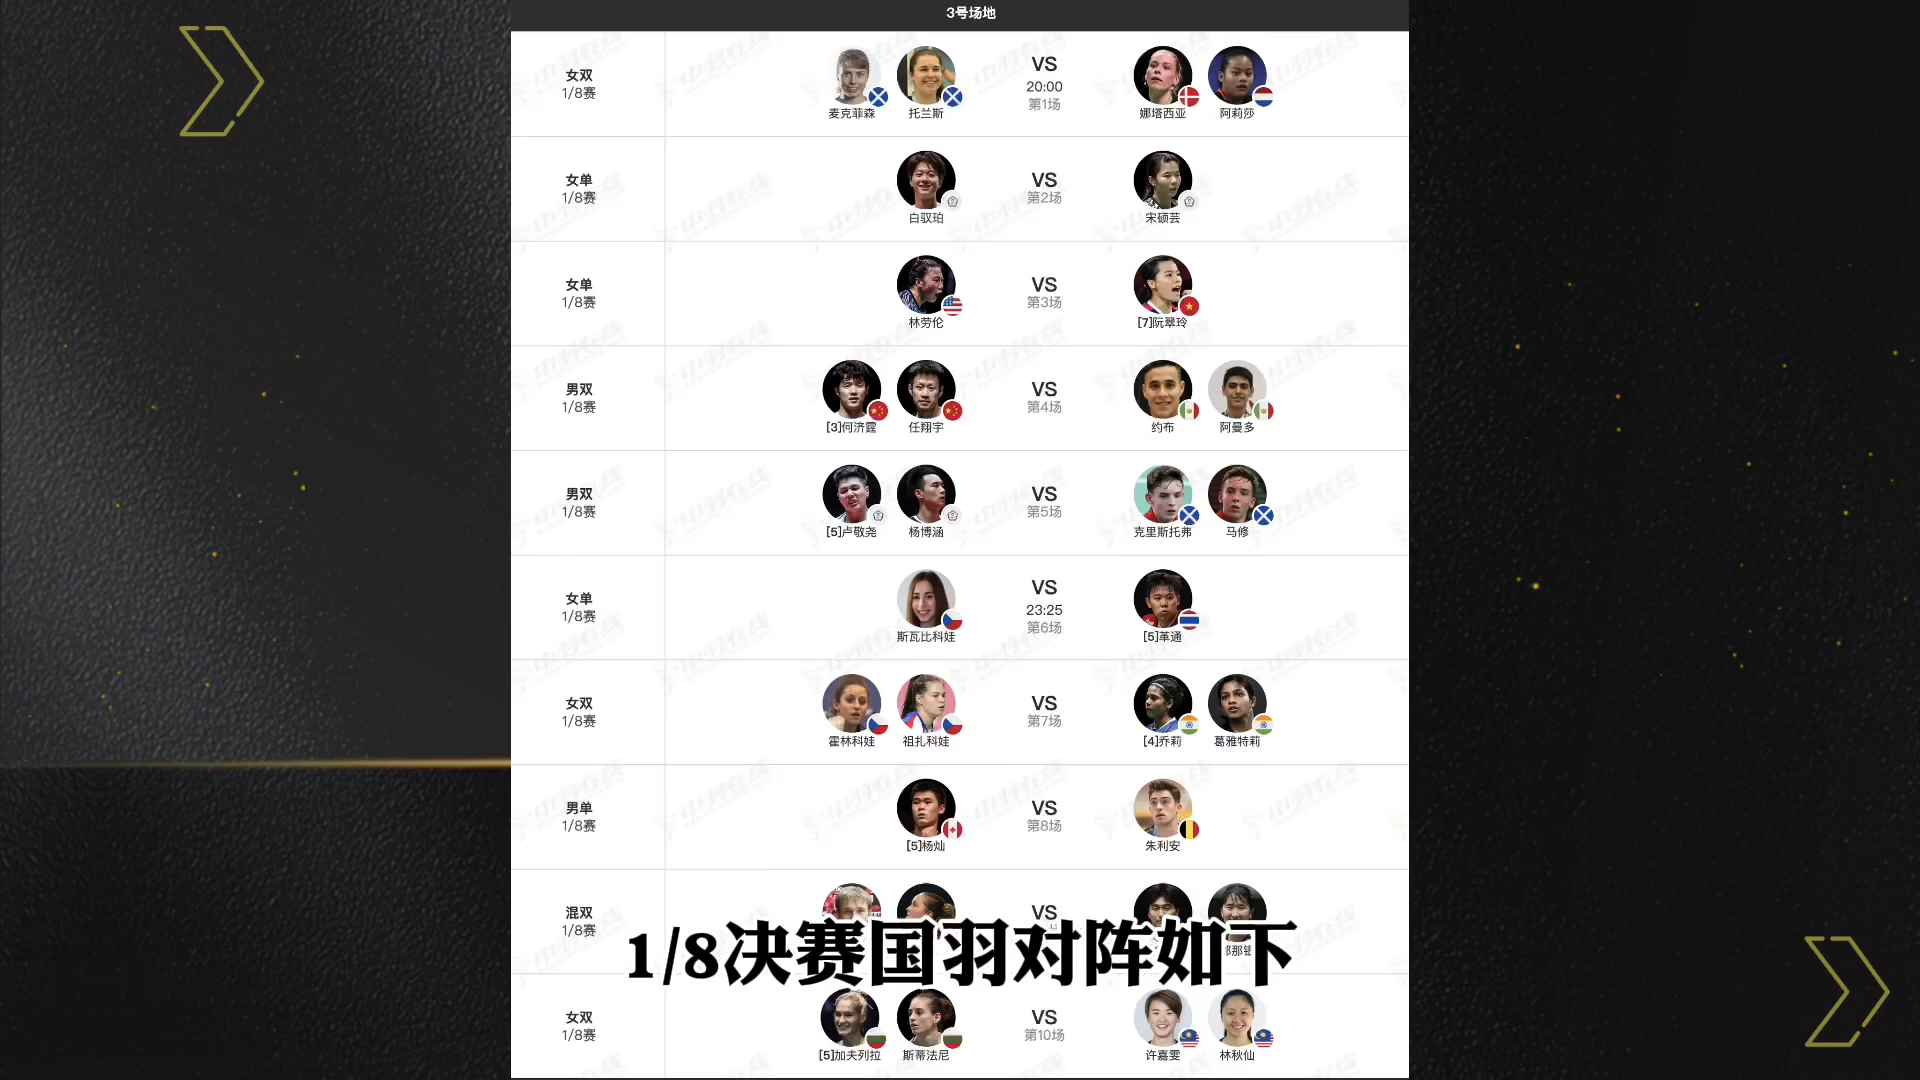 3号场地
女双
1/8赛
麦克菲森
托兰斯
VS
20:00
第1场
娜塔西亚
阿莉莎
女单
1/8赛
白驭珀
VS
第2场
宋硕芸
女单
1/8赛
林劳伦
VS
第3场
[7]阮翠玲
男双
1/8赛
[3]何济霆
任翔宇
VS
第4场
约布
阿曼多
男双
1/8赛
[5]卢敬尧
杨博涵
VS
第5场
克里斯托弗
马修
女单
1/8赛
斯瓦比科娃
VS
23:25
第6场
[5]革通
女双
1/8赛
霍林科娃
祖扎科娃
VS
第7场
[4]乔莉
葛雅特莉
男单
1/8赛
[5]杨灿
VS
第8场
朱利安
混双
1/8赛
VS
1/8决赛国羽对阵如下
女双
1/8赛
[5]加夫列拉
斯蒂法尼
VS
第10场
许嘉雯
林秋仙